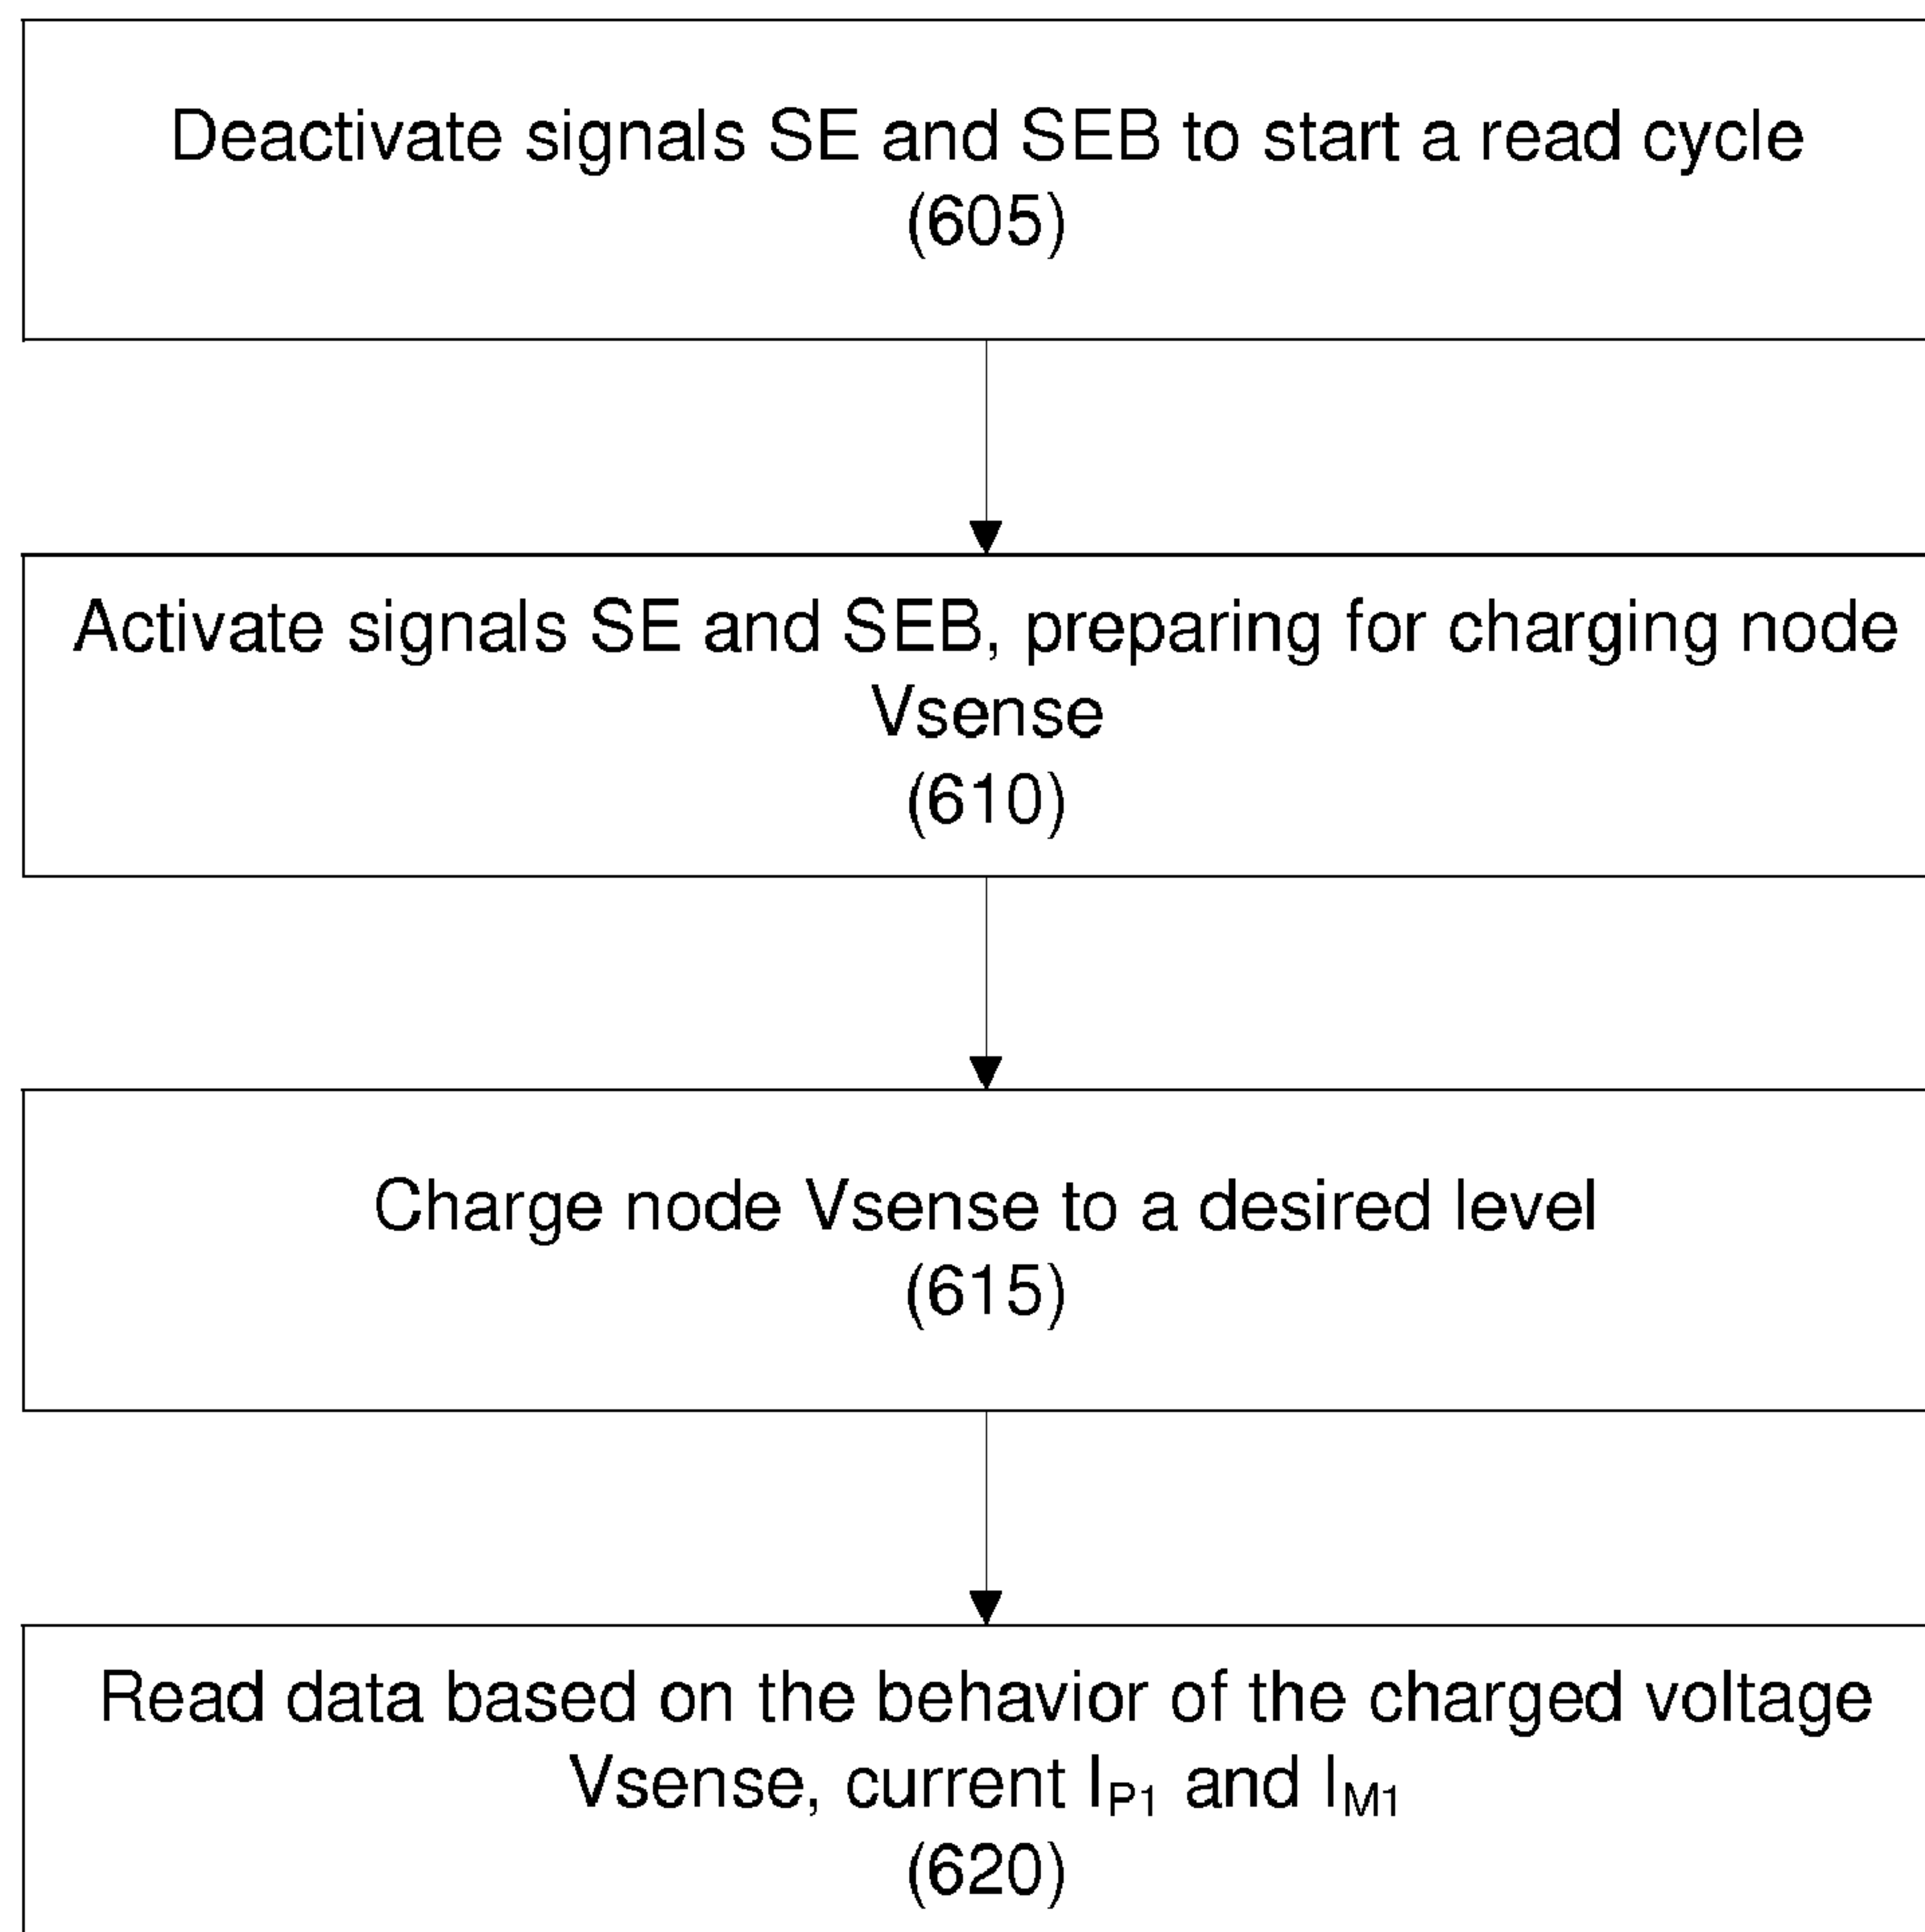 Deactivate signals SE and SEB to start a read cycle
(605)
Activate signals SE and SEB, preparing for charging node
Vsense
(610)
Charge node Vsense to a desired level
(615)
Read data based on the behavior of the charged voltage
Vsense, current I_P1 and I_M1
(620)